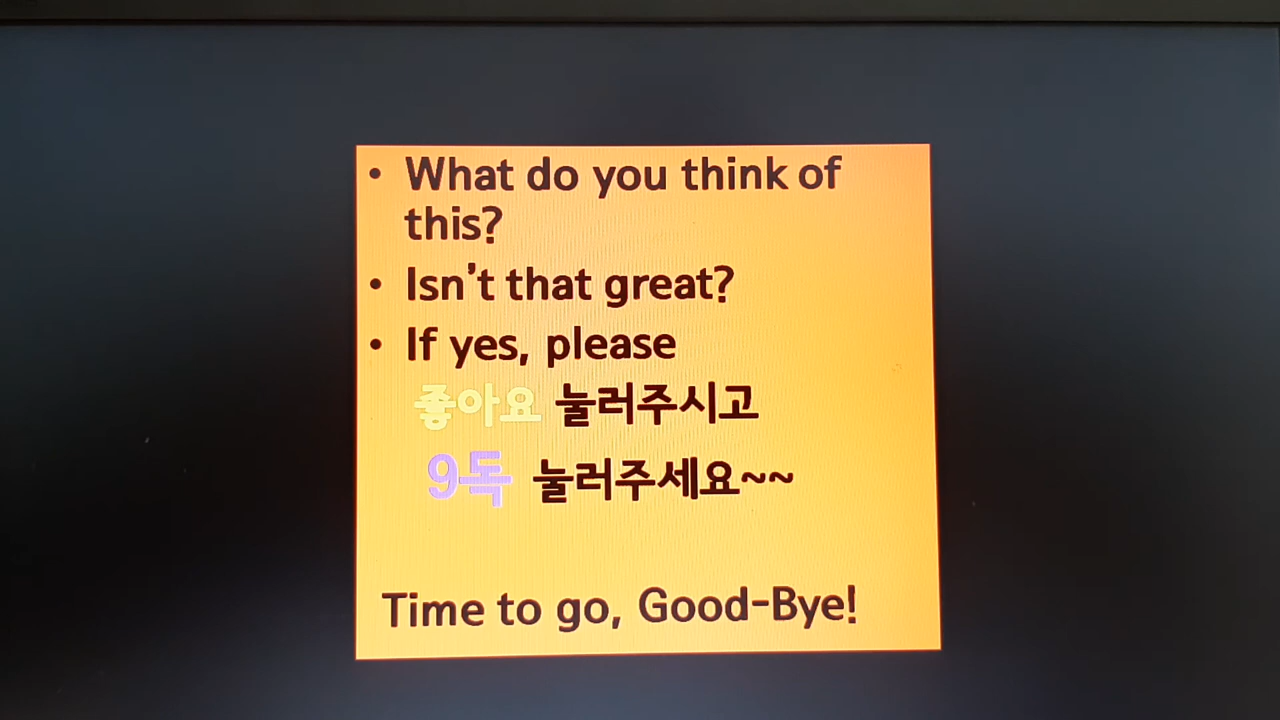 • What do you think of
this?
• Isn't that great?
• If yes, please
좋아요 눌러주시고
9독 눌러주세요~~
Time to go, Good-Bye!